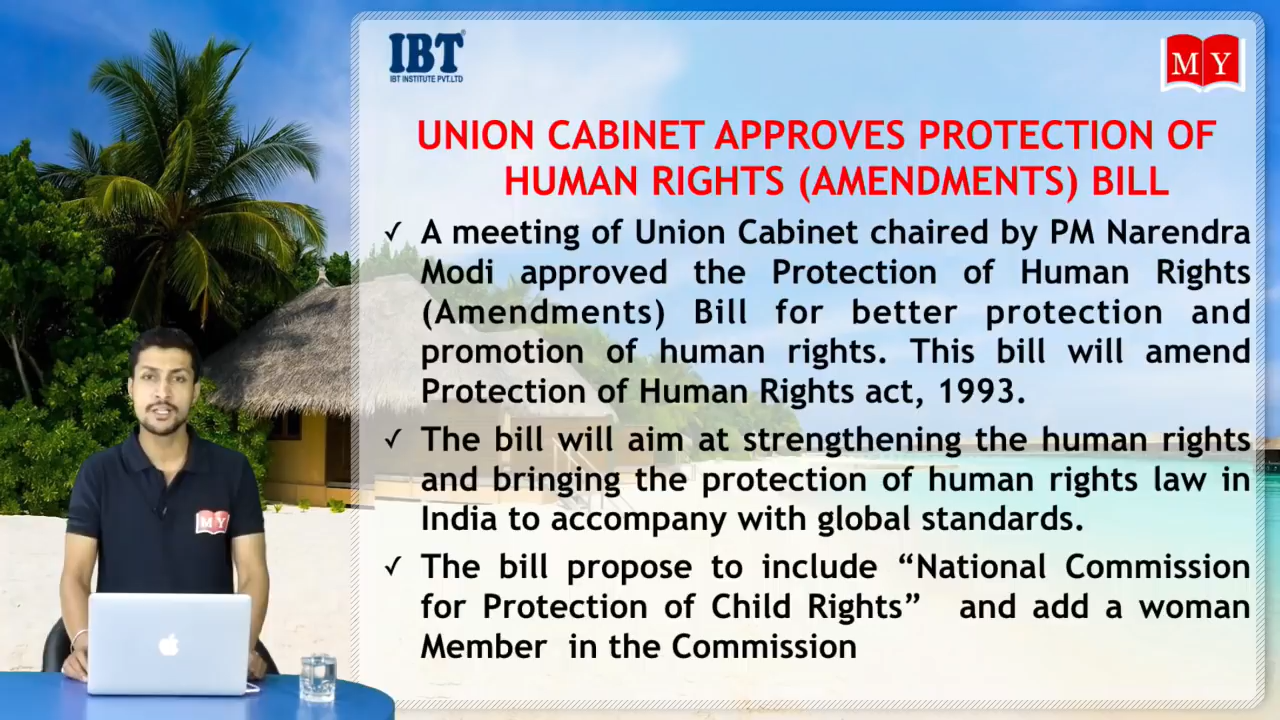 IBT
IBT INSTITUTE PVT.LTD
M Y
UNION CABINET APPROVES PROTECTION OF
HUMAN RIGHTS (AMENDMENTS) BILL
✓ A meeting of Union Cabinet chaired by PM Narendra
Modi approved the Protection of Human Rights
(Amendments) Bill for better protection and
promotion of human rights. This bill will amend
Protection of Human Rights act, 1993.
✓ The bill will aim at strengthening the human rights
and bringing the protection of human rights law in
India to accompany with global standards.
✓ The bill propose to include “National Commission
for Protection of Child Rights” and add a woman
Member in the Commission
MY